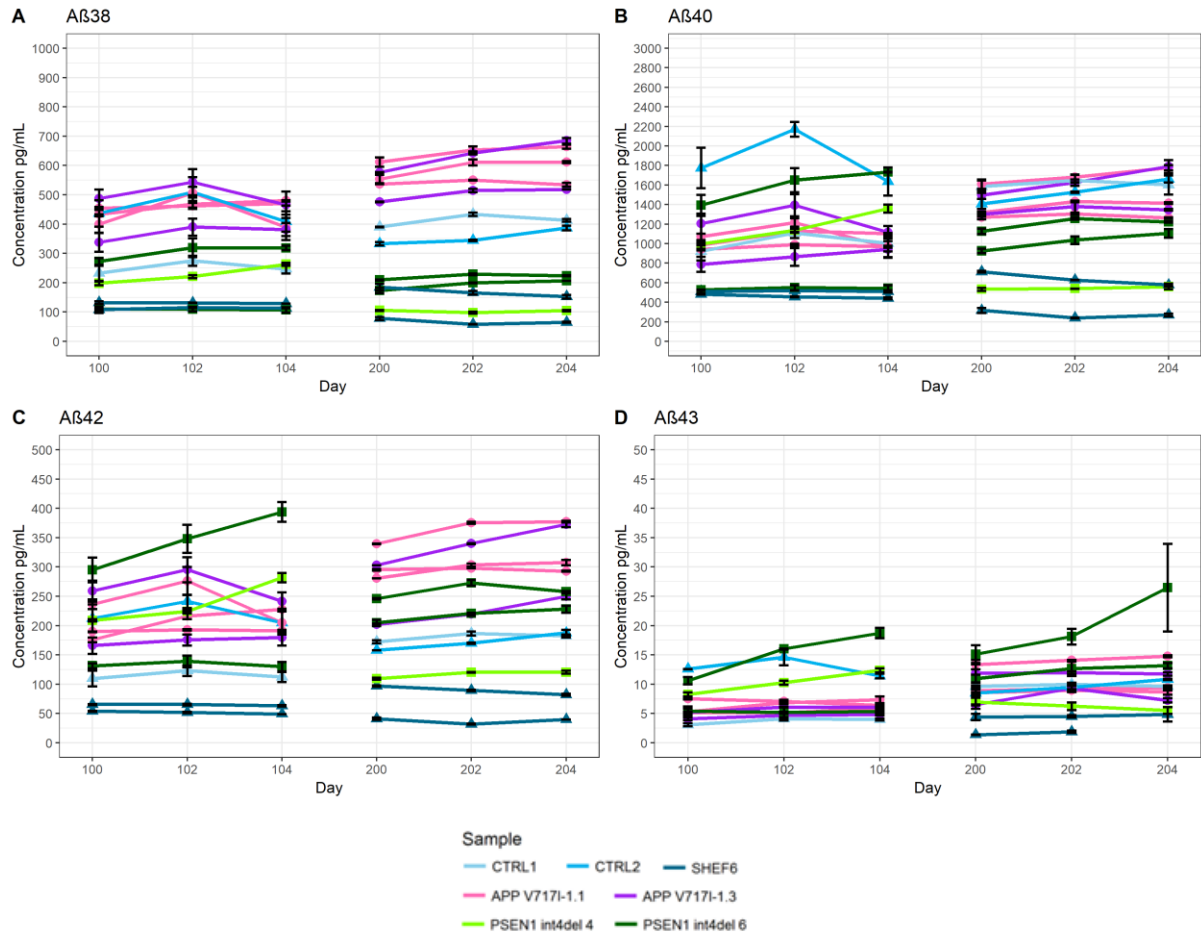 A Aß38
1000
900
800
700
600
500
400
300
200
100
0
Concentration pg/mL
100 102 104 200 202 204
Day
B Aß40
3000
2800
2600
2400
2200
2000
1800
1600
1400
1200
1000
800
600
400
200
0
Concentration pg/mL
100 102 104 200 202 204
Day
C Aß42
500
450
400
350
300
250
200
150
100
50
0
Concentration pg/mL
100 102 104 200 202 204
Day
D Aß43
50
45
40
35
30
25
20
15
10
5
0
Concentration pg/mL
100 102 104 200 202 204
Day
Sample
CTRL1 CTRL2 SHEF6
APP V717I-1.1 APP V717I-1.3
PSEN1 int4del 4 PSEN1 int4del 6